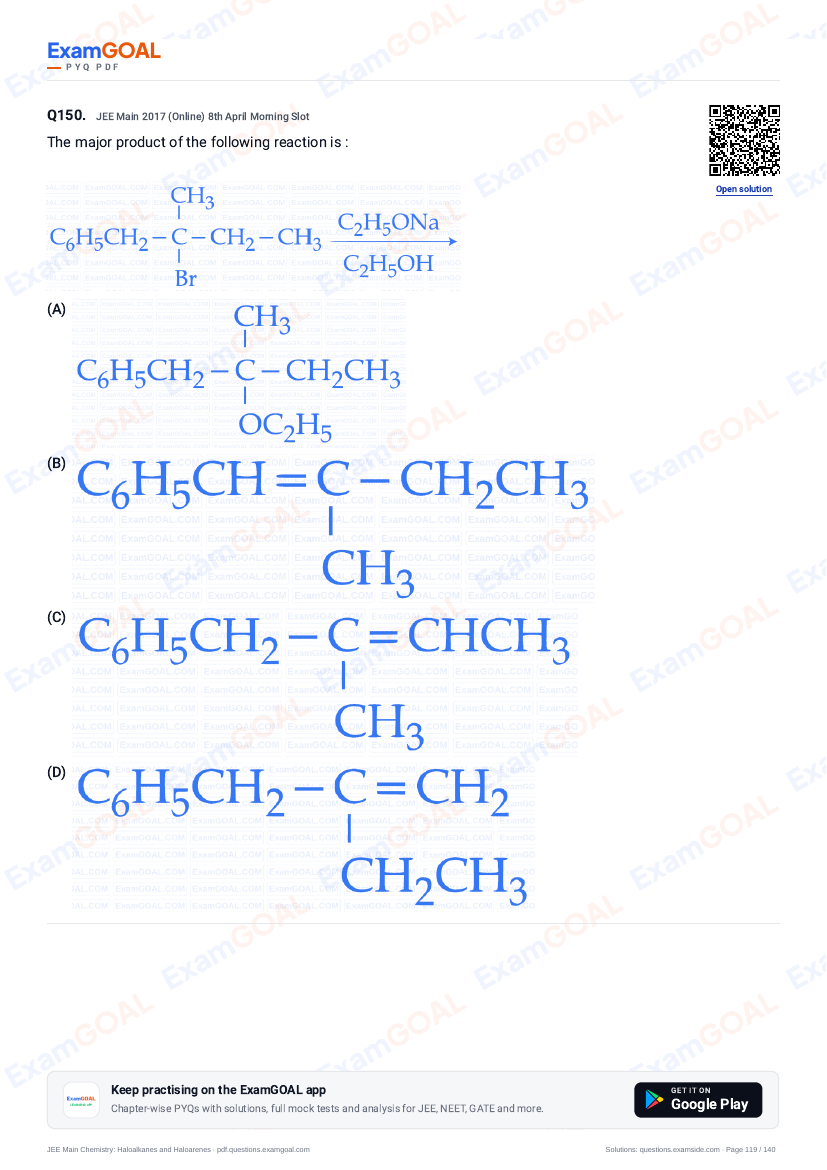 ExamGOAL
PYQ PDF
Q150. JEE Main 2017 (Online) 8th April Morning Slot
The major product of the following reaction is :
Open solution
CH₃
C₆H₅CH₂ – C – CH₂ – CH₃ C₂H₅ONa
C₂H₅OH
Br
(A)
CH₃
C₆H₅CH₂ – C – CH₂CH₃
OC₂H₅
(B) C₆H₅CH = C – CH₂CH₃
CH₃
(C) C₆H₅CH₂ – C = CHCH₃
CH₃
(D) C₆H₅CH₂ – C = CH₂
CH₂CH₃
Keep practising on the ExamGOAL app
Chapter-wise PYQs with solutions, full mock tests and analysis for JEE, NEET, GATE and more.
GET IT ON
Google Play
JEE Main Chemistry: Haloalkanes and Haloarenes · pdf.questions.examgoal.com
Solutions: questions.examside.com · Page 119 / 140